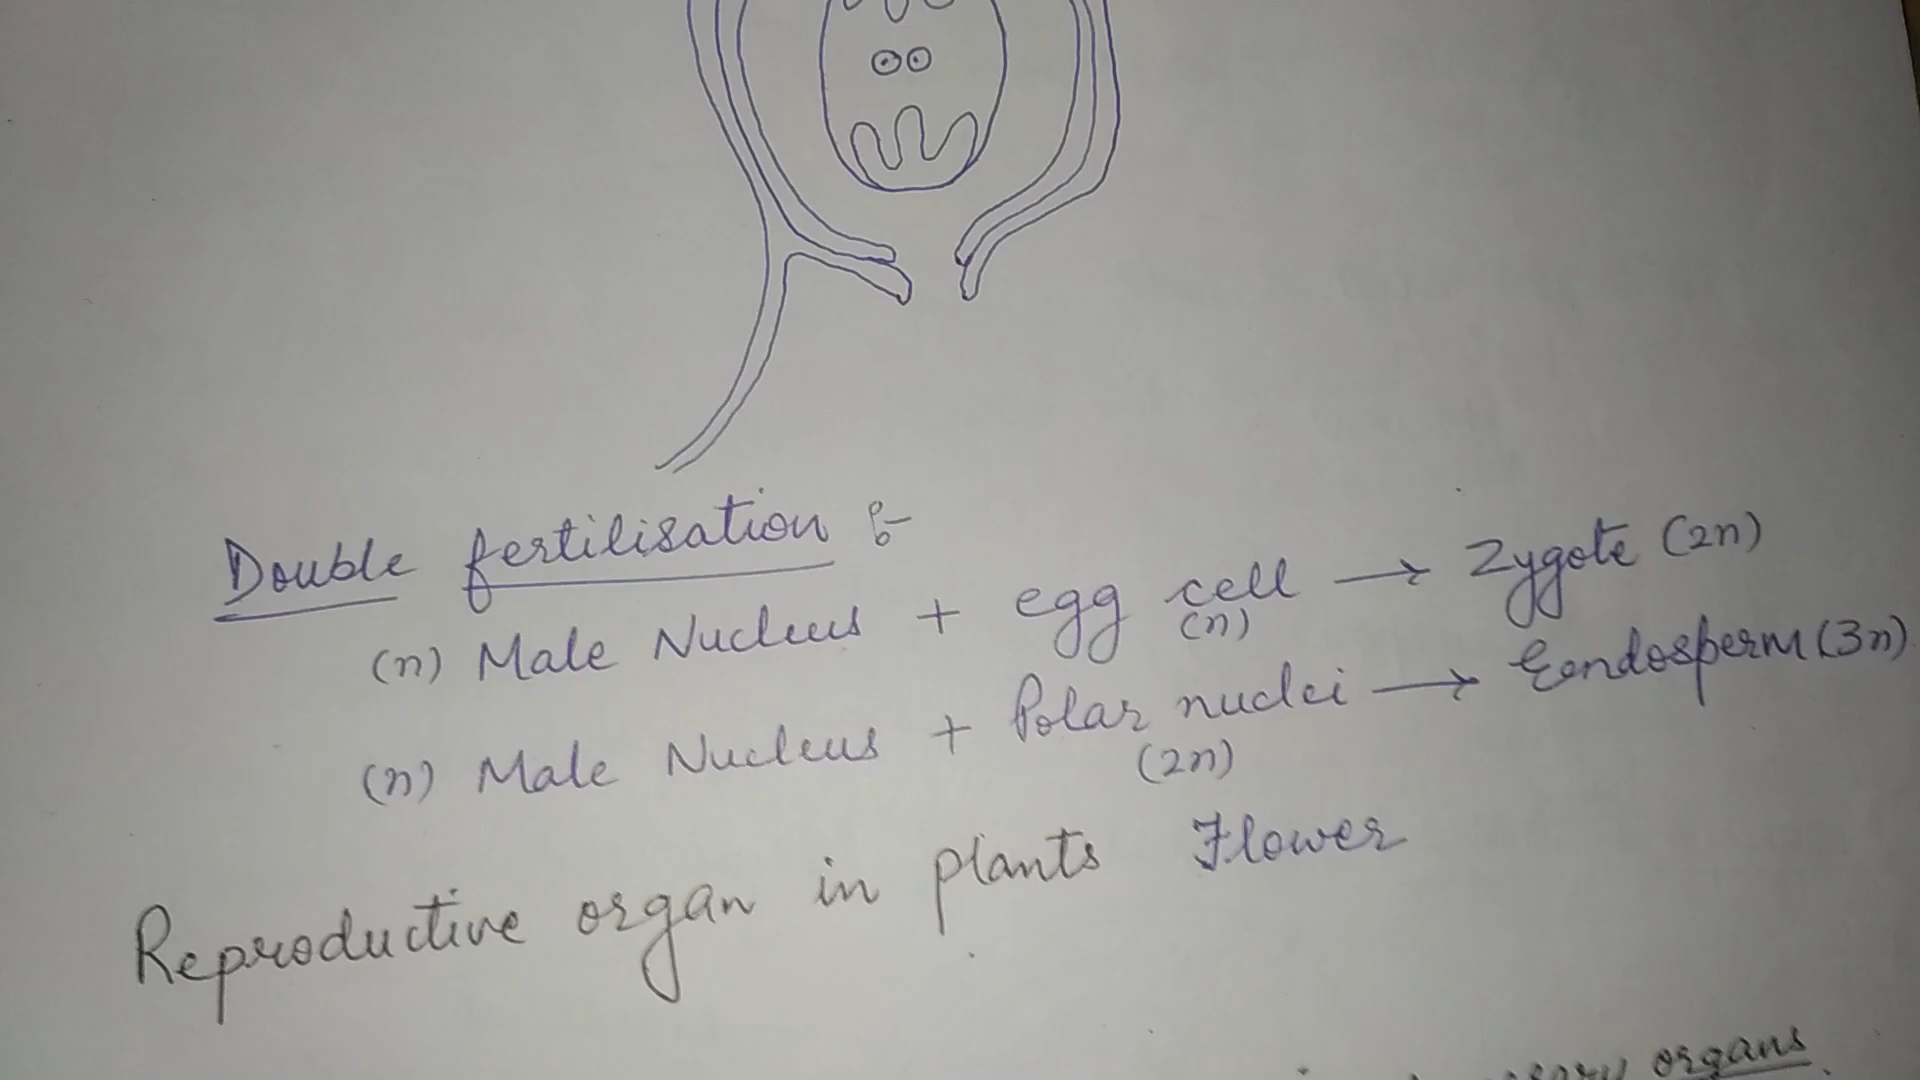 Double fertilisation :-
(n) Male Nucleus + egg cell → Zygote (2n)
(n)
(n) Male Nucleus + Polar nuclei → Eendosperm (3n)
(2n)
Reproductive organ in plants Flower
organs